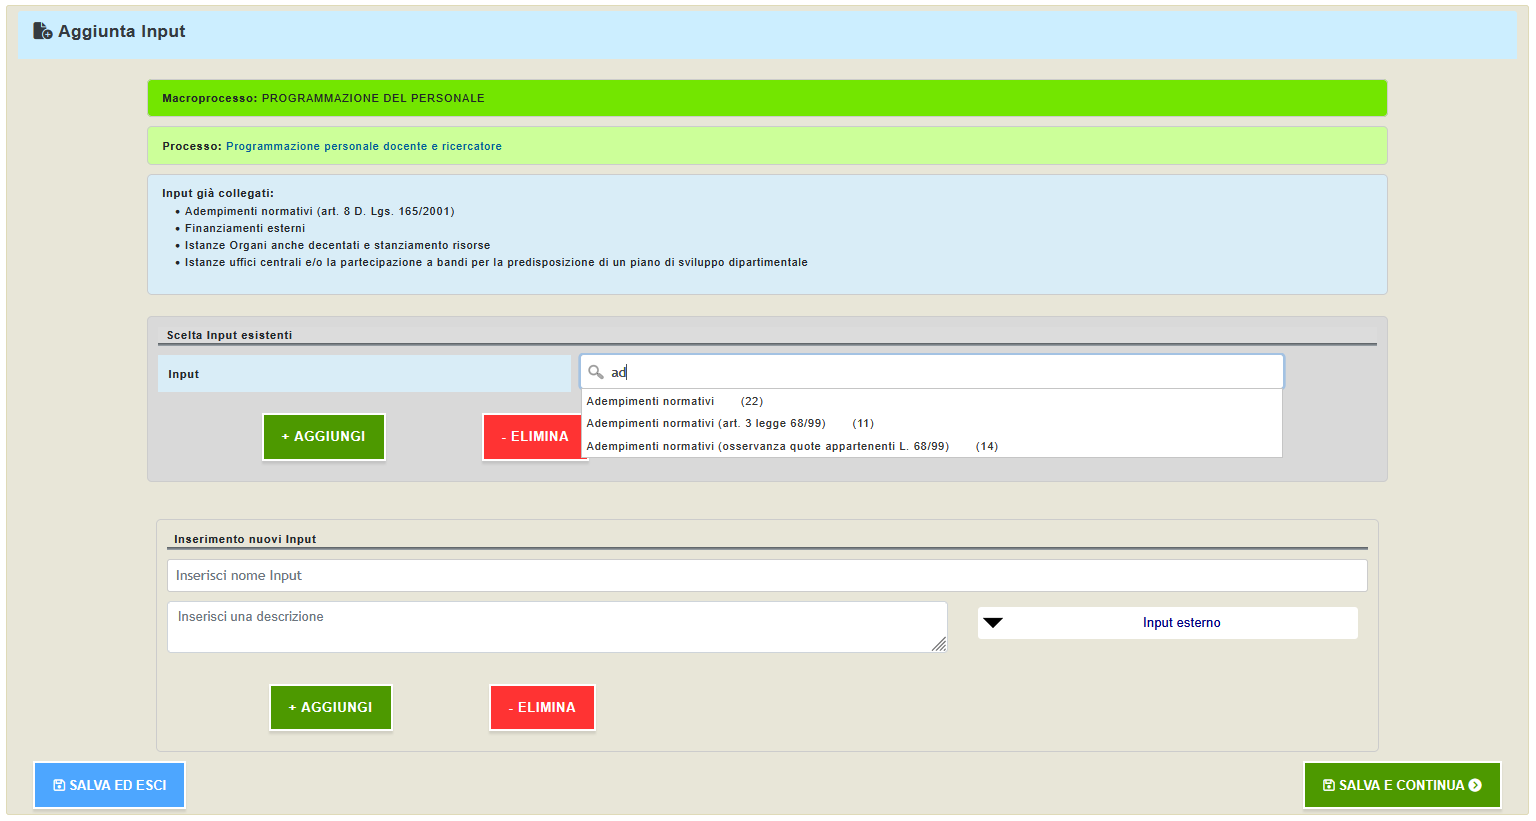 Aggiunta Input
Macroprocesso: PROGRAMMAZIONE DEL PERSONALE
Processo: Programmazione personale docente e ricercatore
Input già collegati:
• Adempimenti normativi (art. 8 D. Lgs. 165/2001)
• Finanziamenti esterni
• Istanze Organi anche decentati e stanziamento risorse
• Istanze uffici centrali e/o la partecipazione a bandi per la predisposizione di un piano di sviluppo dipartimentale
Scelta Input esistenti
Input
ad
Adempimenti normativi (22)
Adempimenti normativi (art. 3 legge 68/99) (11)
Adempimenti normativi (osservanza quote appartenenti L. 68/99) (14)
+ AGGIUNGI
- ELIMINA
Inserimento nuovi Input
Inserisci nome Input
Inserisci una descrizione
Input esterno
+ AGGIUNGI
- ELIMINA
SALVA ED ESCI
SALVA E CONTINUA